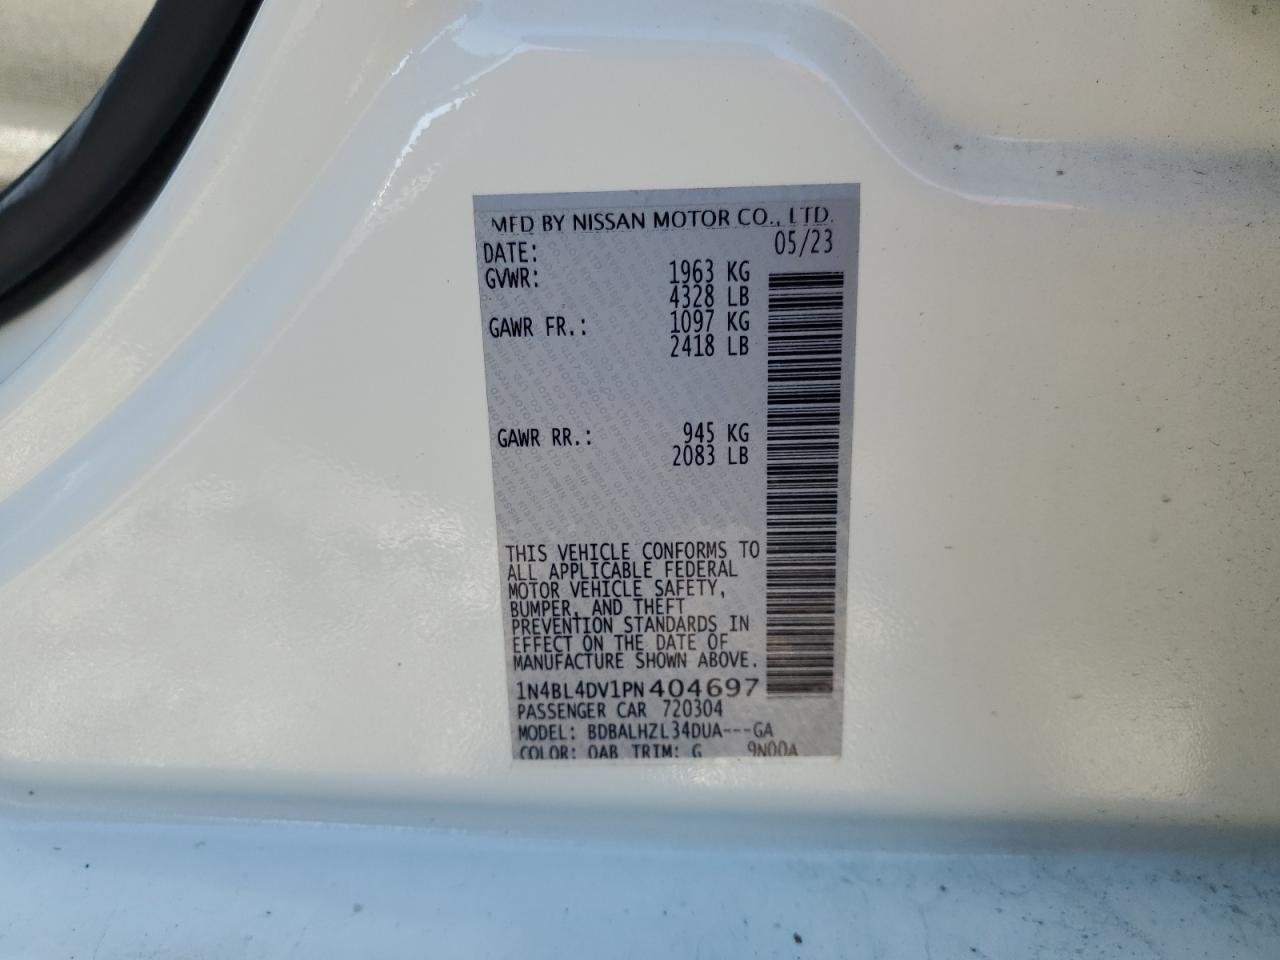 MFD BY NISSAN MOTOR CO., LTD.
DATE: 05/23
GVWR: 1963 KG
4328 LB
GAWR FR.: 1097 KG
2418 LB
GAWR RR.: 945 KG
2083 LB
THIS VEHICLE CONFORMS TO
ALL APPLICABLE FEDERAL
MOTOR VEHICLE SAFETY,
BUMPER, AND THEFT
PREVENTION STANDARDS IN
EFFECT ON THE DATE OF
MANUFACTURE SHOWN ABOVE.
1N4BL4DV1PN404697
PASSENGER CAR 720304
MODEL: BDBALHZL34DUA---GA
COLOR: QAB TRIM: G 9N00A